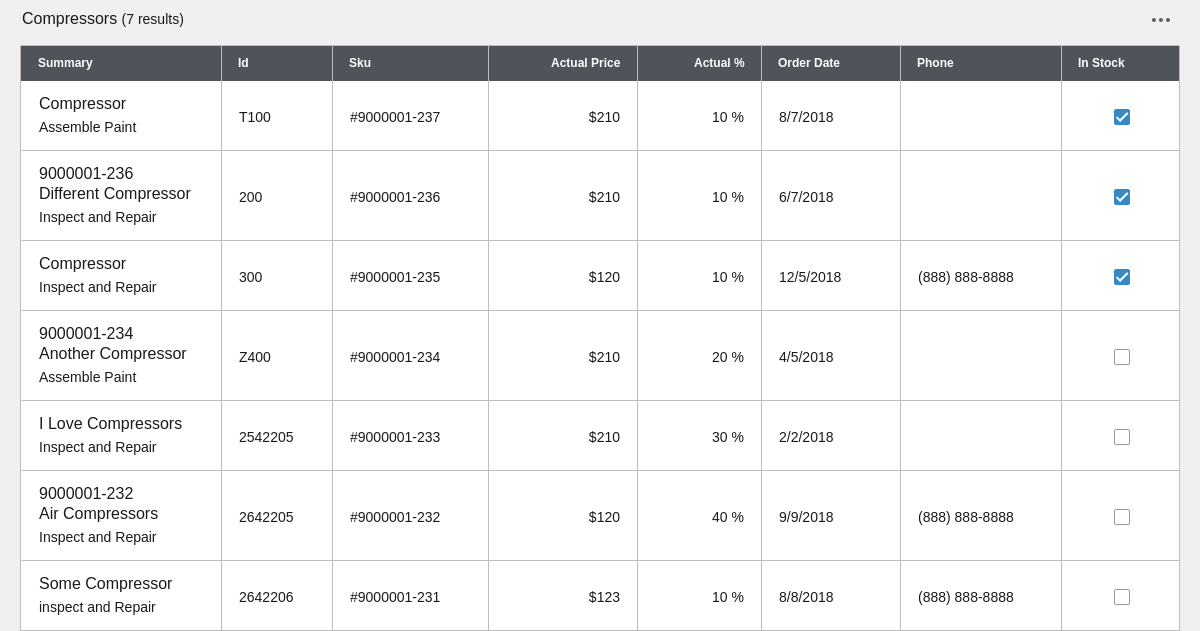 Compressors (7 results)
Summary Id Sku Actual Price Actual % Order Date Phone In Stock
Compressor
Assemble Paint
T100 #9000001-237 $210 10 % 8/7/2018
9000001-236
Different Compressor
Inspect and Repair
200 #9000001-236 $210 10 % 6/7/2018
Compressor
Inspect and Repair
300 #9000001-235 $120 10 % 12/5/2018 (888) 888-8888
9000001-234
Another Compressor
Assemble Paint
Z400 #9000001-234 $210 20 % 4/5/2018
I Love Compressors
Inspect and Repair
2542205 #9000001-233 $210 30 % 2/2/2018
9000001-232
Air Compressors
Inspect and Repair
2642205 #9000001-232 $120 40 % 9/9/2018 (888) 888-8888
Some Compressor
inspect and Repair
2642206 #9000001-231 $123 10 % 8/8/2018 (888) 888-8888